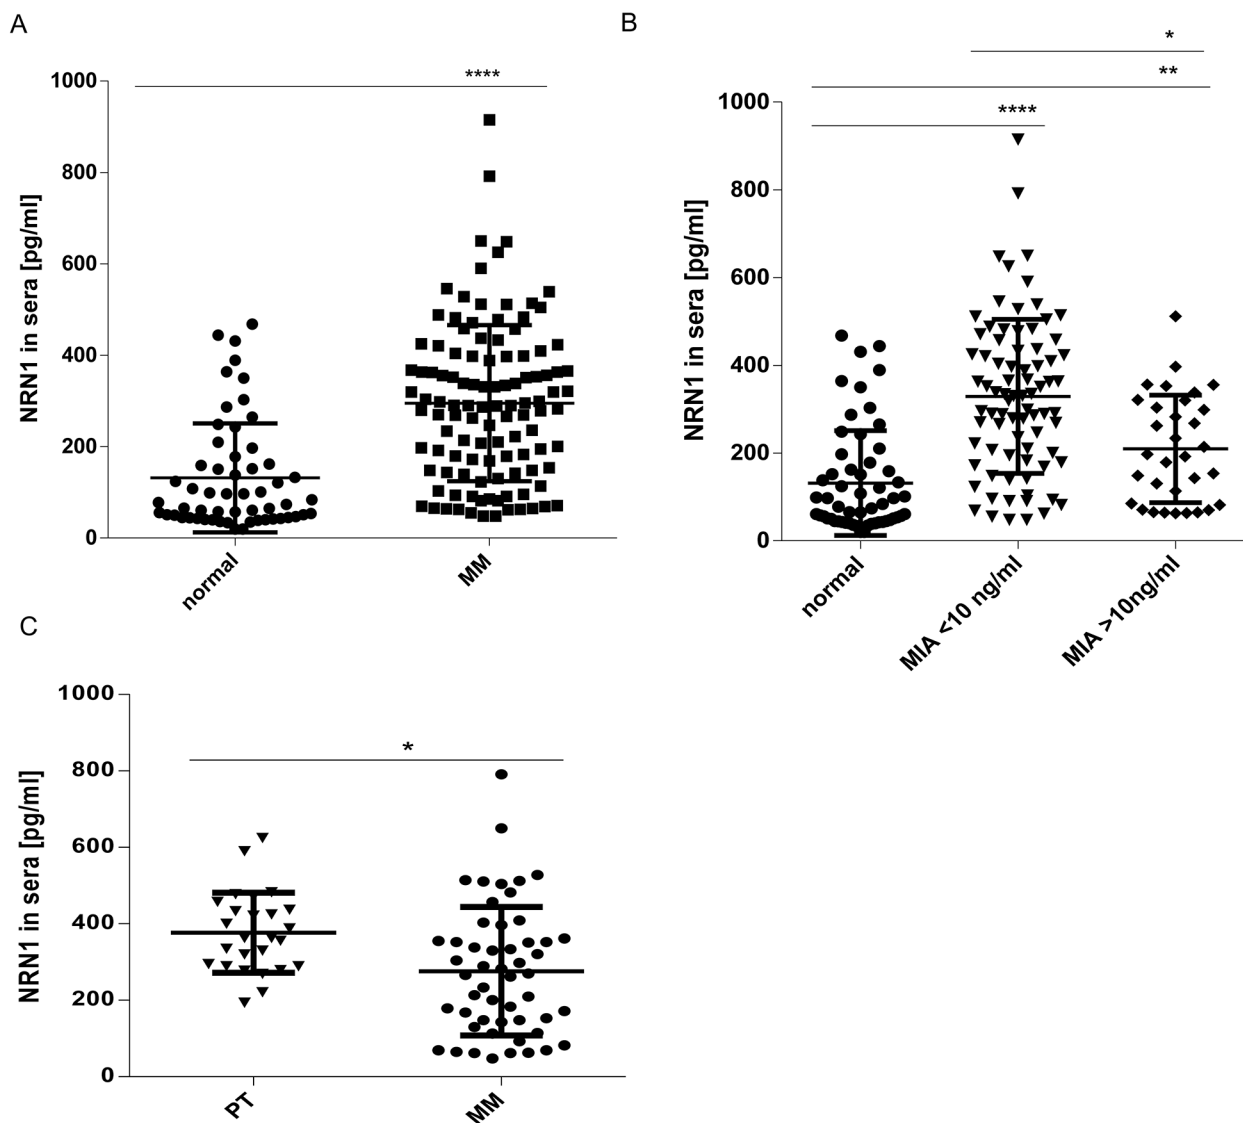 A
****
NRN1 in sera [pg/ml]
1000
800
600
400
200
0
normal
MM
B
*
**
****
NRN1 in sera [pg/ml]
1000
800
600
400
200
0
normal
MIA <10 ng/ml
MIA >10ng/ml
C
*
NRN1 in sera [pg/ml]
1000
800
600
400
200
0
PT
MM